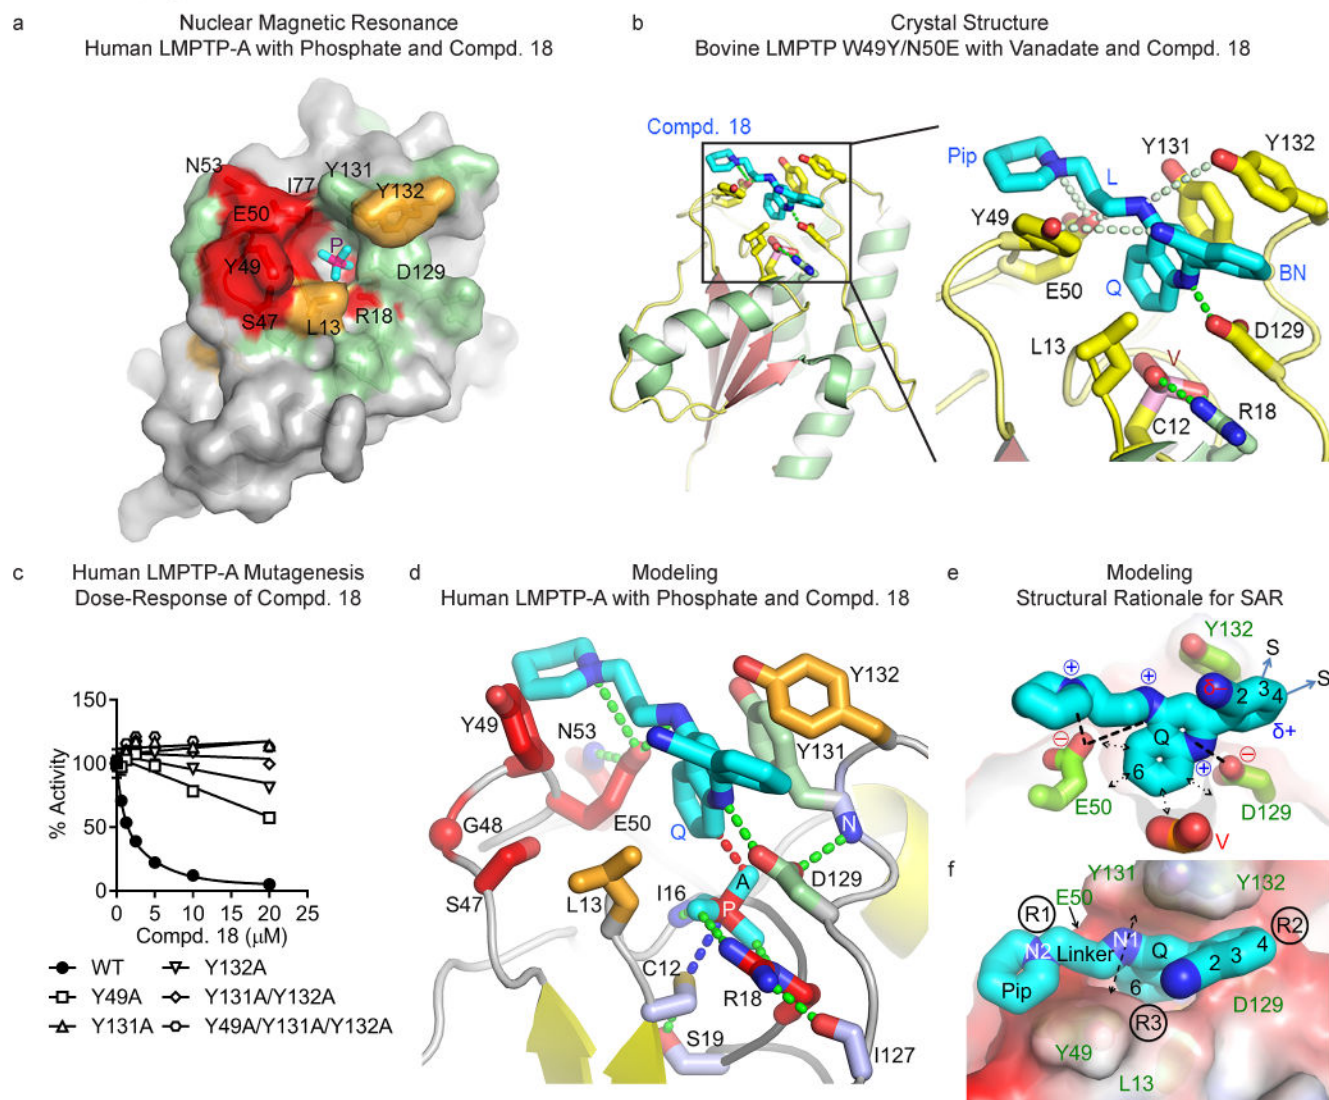 a
Nuclear Magnetic Resonance
Human LMPTP-A with Phosphate and Compd. 18
N53
I77
Y131
Y132
E50
P
Y49
D129
S47
L13
R18
b
Crystal Structure
Bovine LMPTP W49Y/N50E with Vanadate and Compd. 18
Compd. 18
Pip
L
Y131
Y132
Y49
E50
Q
BN
L13
D129
V
R18
C12
c
Human LMPTP-A Mutagenesis
Dose-Response of Compd. 18
% Activity
150
100
50
0
0 5 10 15 20 25
Compd. 18 (μM)
WT
Y49A
Y131A
Y132A
Y131A/Y132A
Y49A/Y131A/Y132A
d
Modeling
Human LMPTP-A with Phosphate and Compd. 18
Y49
N53
Y132
Y131
G48
E50
Q
N
S47
A
D129
L13
I16
P
C12
R18
S19
I127
e
Modeling
Structural Rationale for SAR
Y132
S
+
+
δ-
2
3
4
S
δ+
Q
−
6
+
−
E50
D129
V
f
Y131
Y132
E50
R1
R2
N2
Linker
N1
Q
2
3
4
Pip
6
D129
R3
Y49
L13